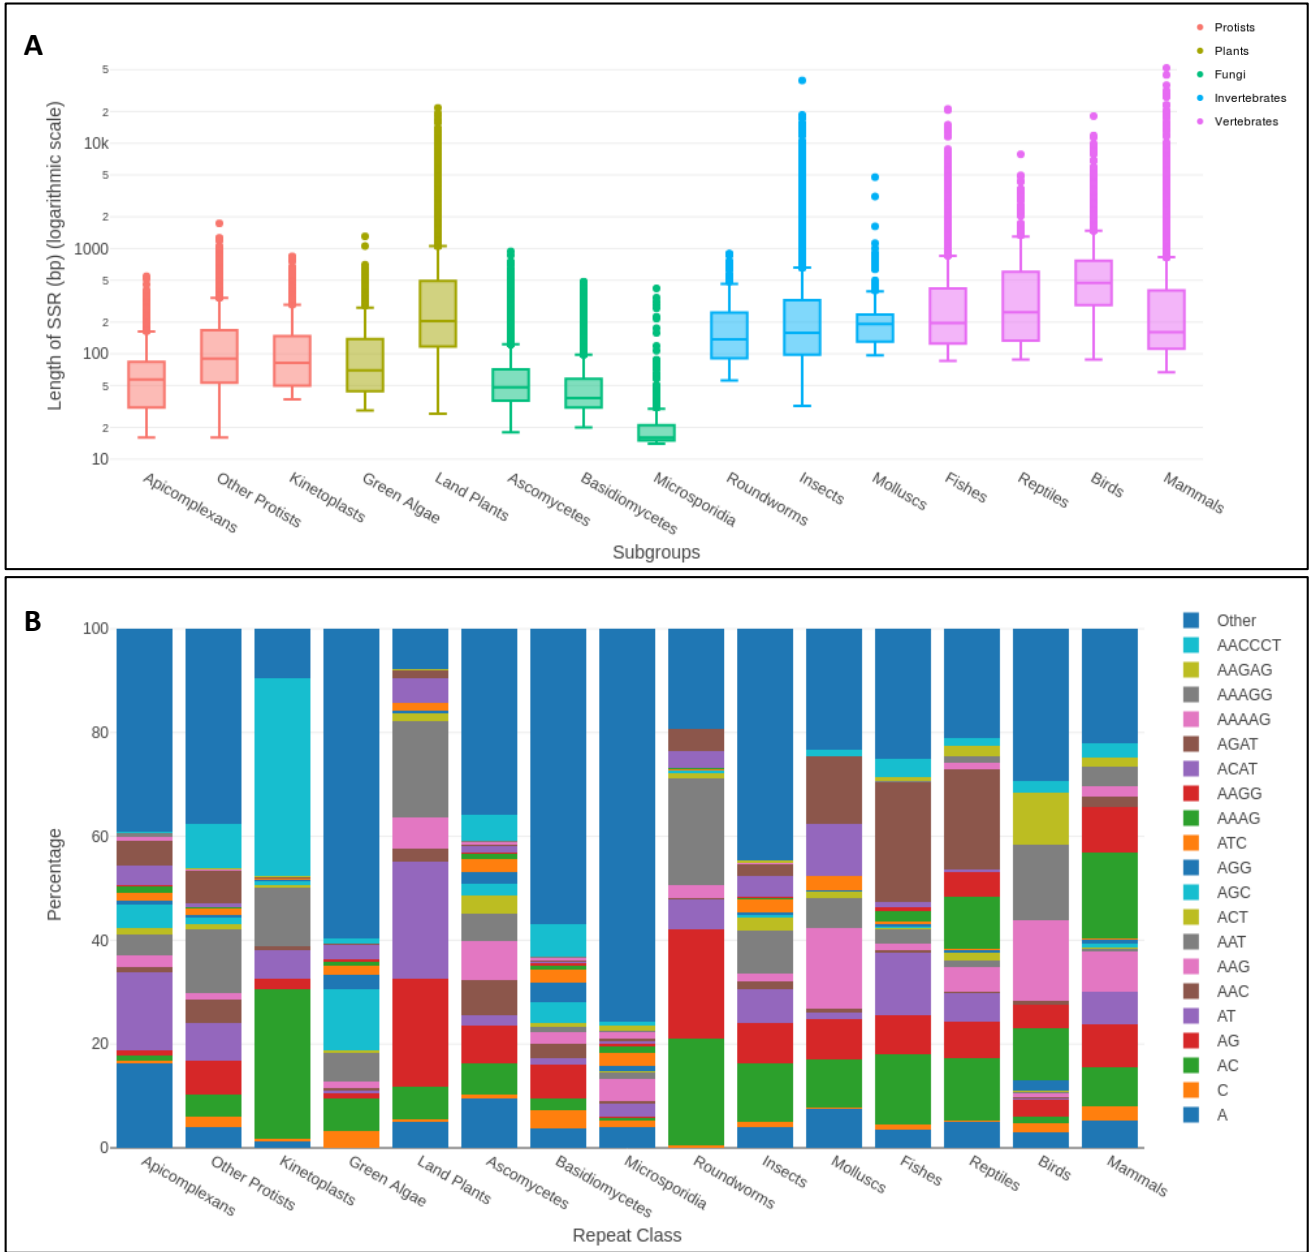 A
Protists
Plants
Fungi
Invertebrates
Vertebrates
Length of SSR (bp) (logarithmic scale)
5
2
10k
5
2
1000
5
2
100
5
2
10
Apicomplexans
Other Protists
Kinetoplasts
Green Algae
Land Plants
Ascomycetes
Basidiomycetes
Microsporidia
Roundworms
Insects
Molluscs
Fishes
Reptiles
Birds
Mammals
Subgroups
B
Percentage
100
80
60
40
20
0
Other
AACCCT
AAGAG
AAAGG
AAAAG
AGAT
ACAT
AAGG
AAAG
ATC
AGG
AGC
ACT
AAT
AAG
AAC
AT
AG
AC
C
A
Apicomplexans
Other Protists
Kinetoplasts
Green Algae
Land Plants
Ascomycetes
Basidiomycetes
Microsporidia
Roundworms
Insects
Molluscs
Fishes
Reptiles
Birds
Mammals
Repeat Class